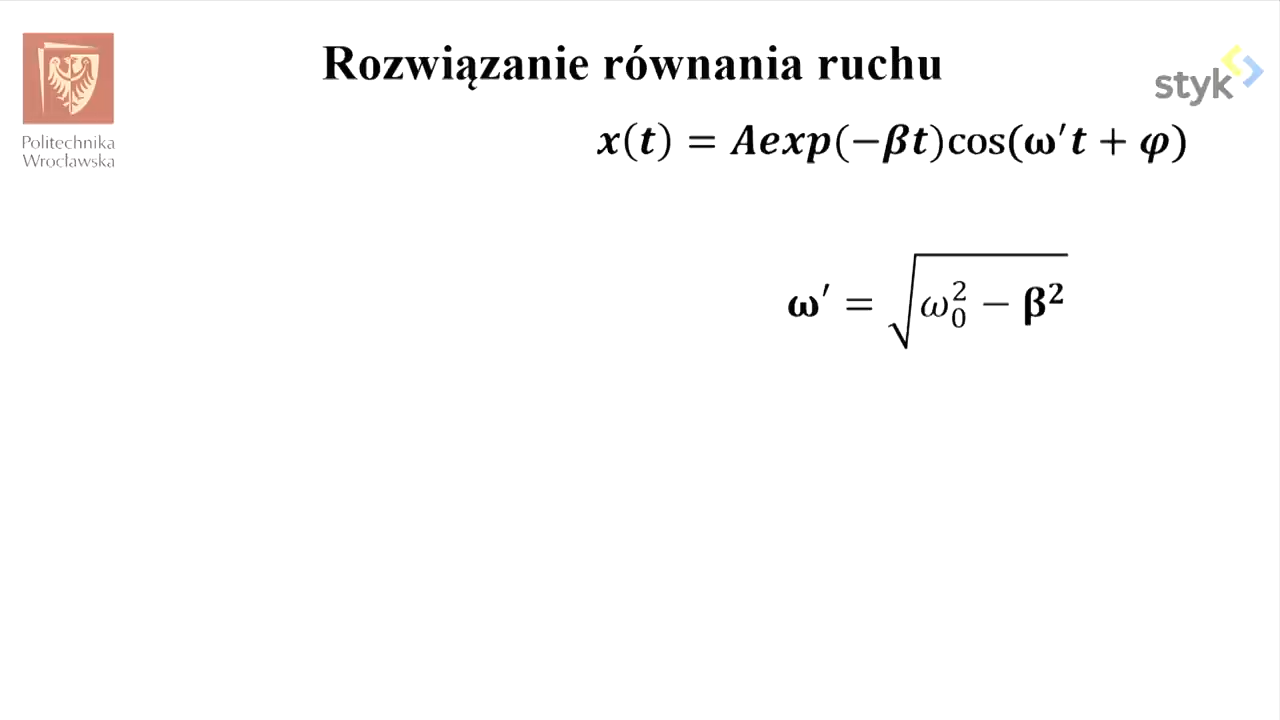 Rozwiązanie równania ruchu
styk
Politechnika
Wrocławska
x(t) = Aexp(−βt)cos(ω′t + φ)
ω′ = √(ω₀² − β²)